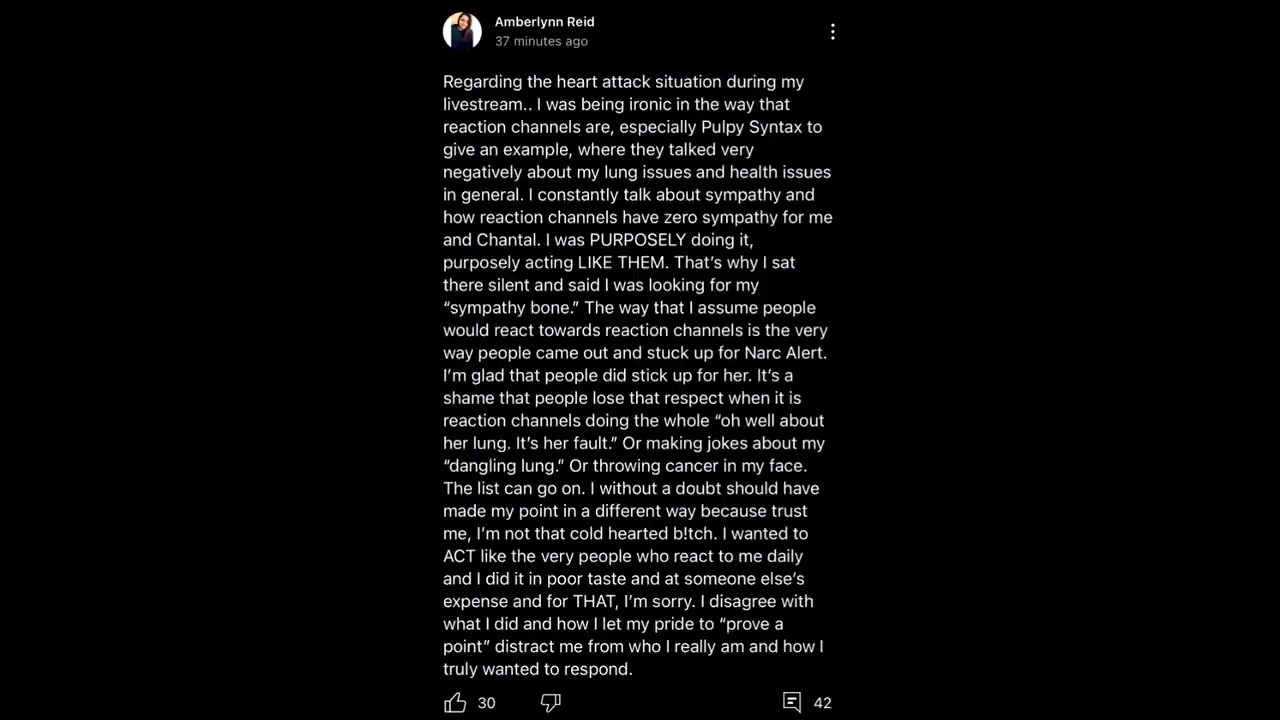 Amberlynn Reid
37 minutes ago
Regarding the heart attack situation during my
livestream.. I was being ironic in the way that
reaction channels are, especially Pulpy Syntax to
give an example, where they talked very
negatively about my lung issues and health issues
in general. I constantly talk about sympathy and
how reaction channels have zero sympathy for me
and Chantal. I was PURPOSELY doing it,
purposely acting LIKE THEM. That’s why I sat
there silent and said I was looking for my
“sympathy bone.” The way that I assume people
would react towards reaction channels is the very
way people came out and stuck up for Narc Alert.
I’m glad that people did stick up for her. It’s a
shame that people lose that respect when it is
reaction channels doing the whole “oh well about
her lung. It’s her fault.” Or making jokes about my
“dangling lung.” Or throwing cancer in my face.
The list can go on. I without a doubt should have
made my point in a different way because trust
me, I’m not that cold hearted b!tch. I wanted to
ACT like the very people who react to me daily
and I did it in poor taste and at someone else’s
expense and for THAT, I’m sorry. I disagree with
what I did and how I let my pride to “prove a
point” distract me from who I really am and how I
truly wanted to respond.
30
42